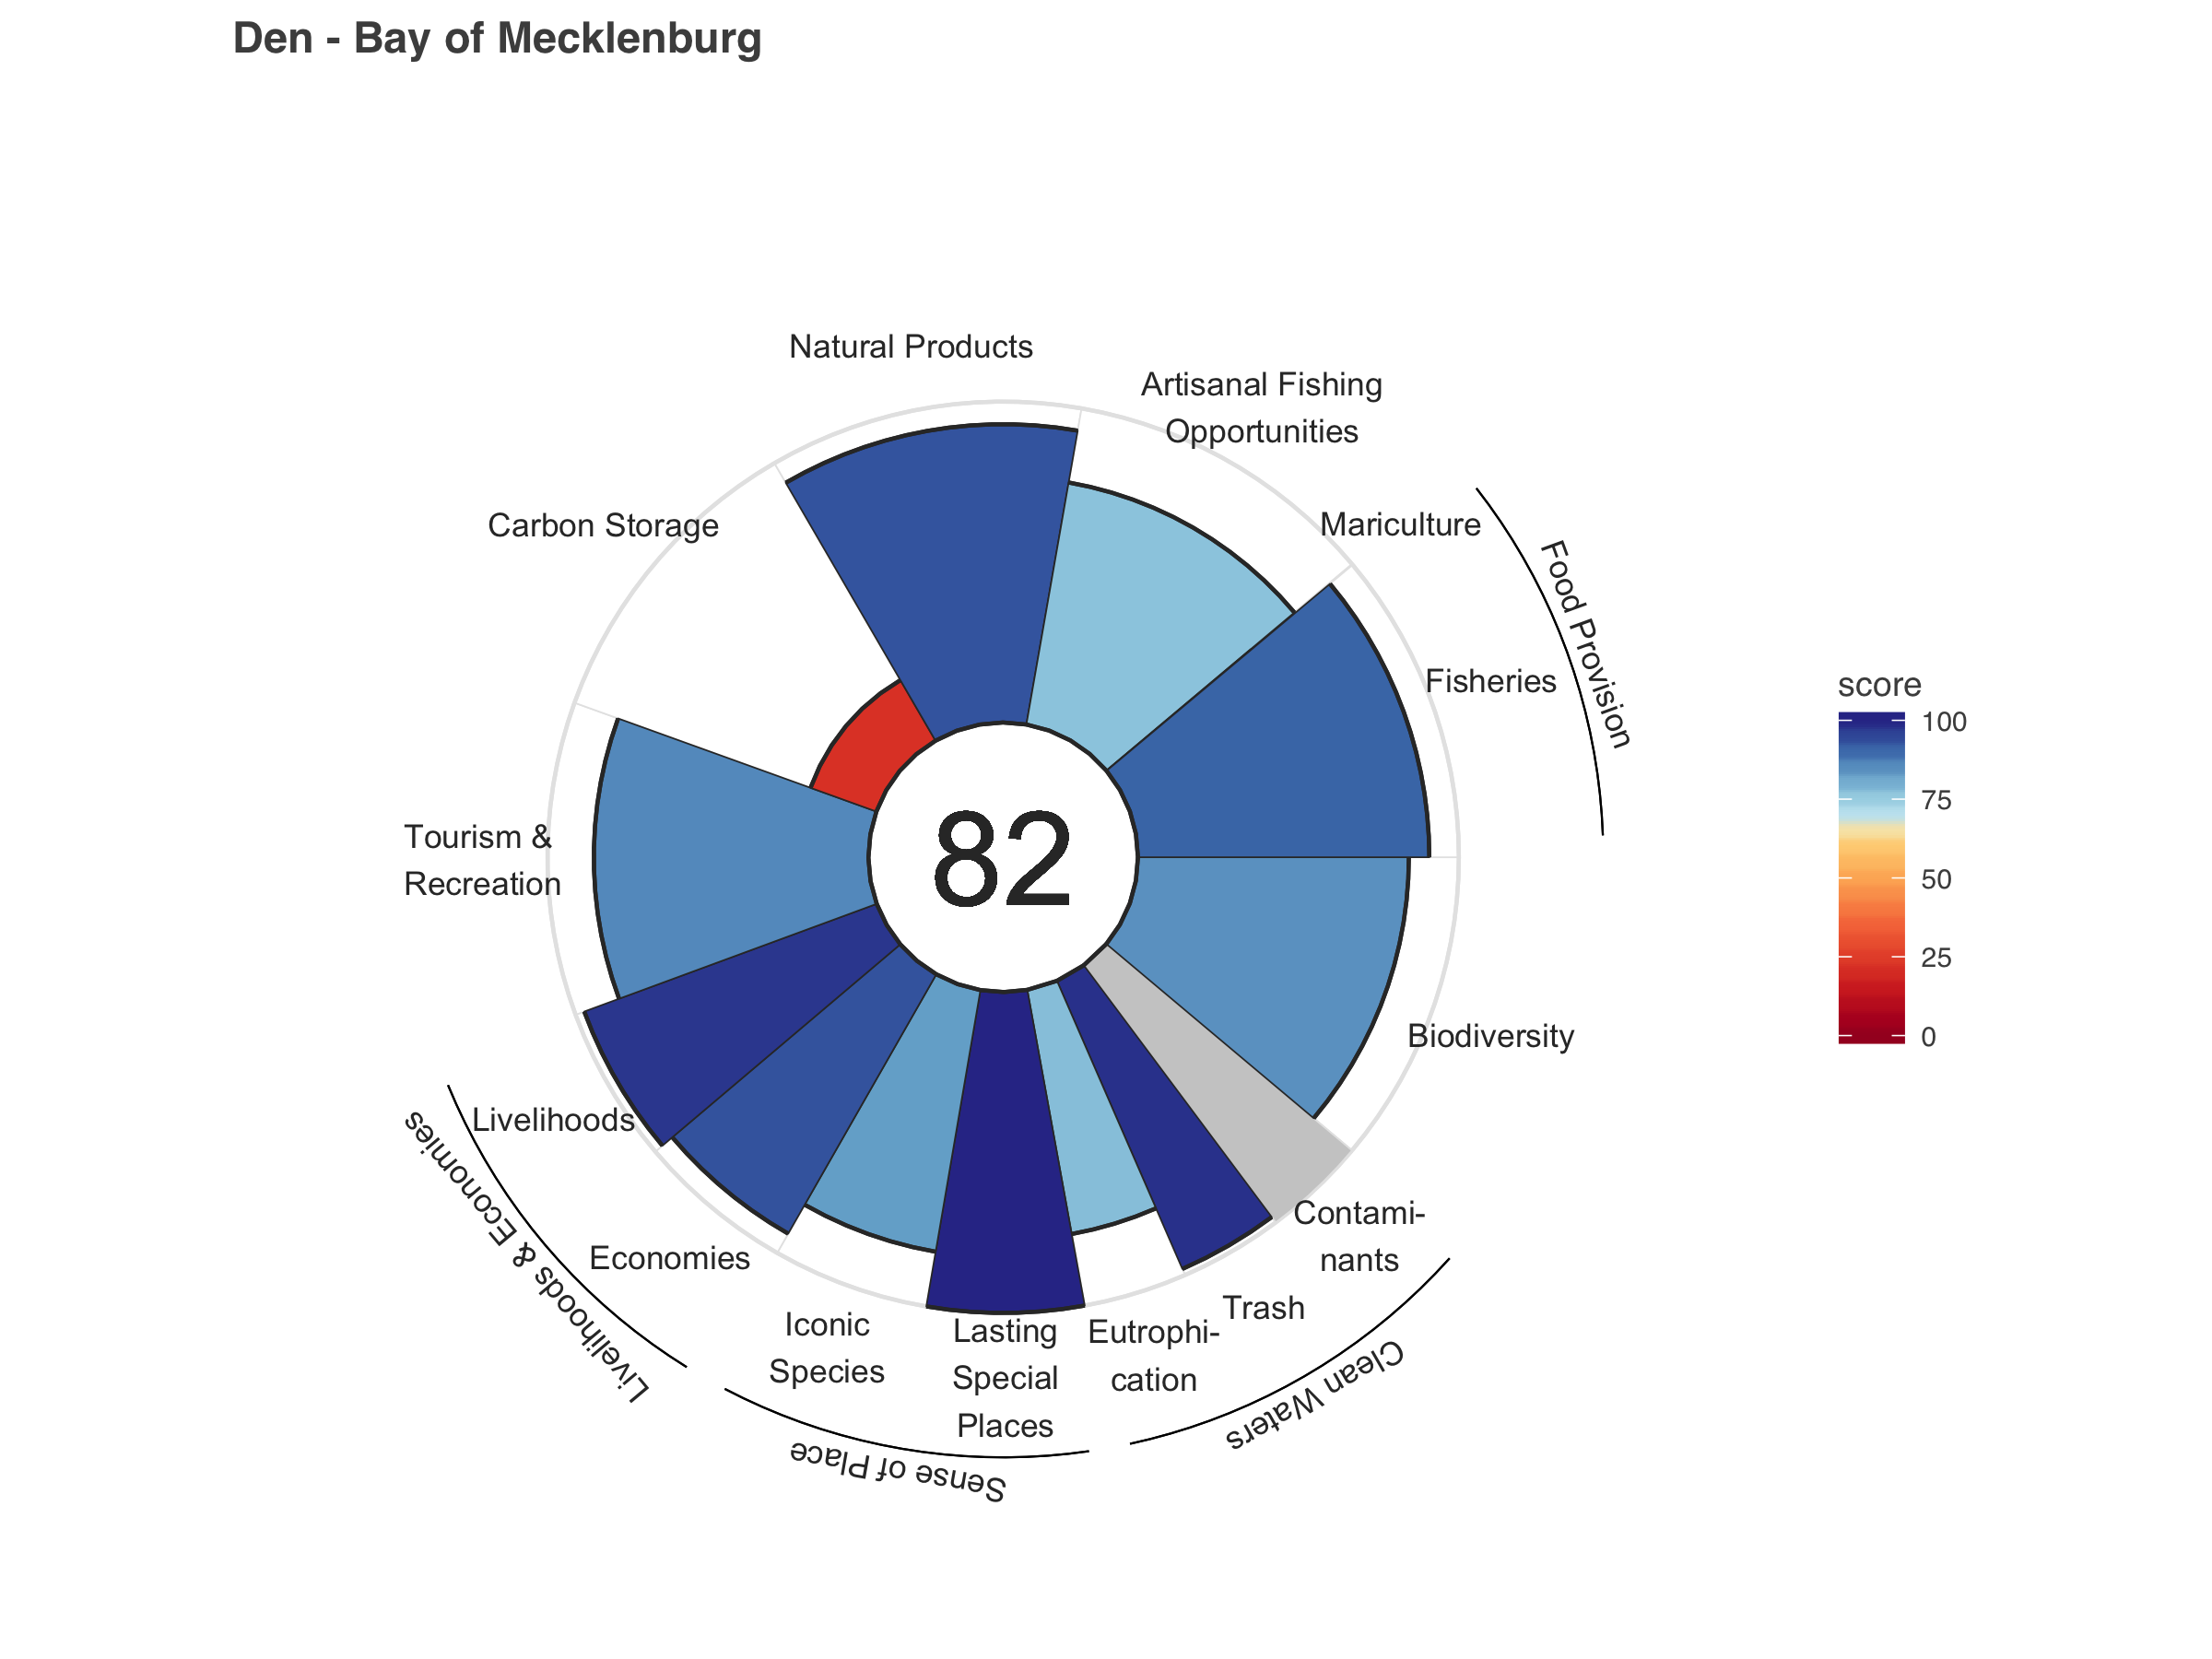 Den - Bay of Mecklenburg
Natural Products
Artisanal Fishing
Opportunities
Mariculture
Food Provision
Fisheries
Carbon Storage
Tourism &
Recreation
82
Biodiversity
Livelihoods
Livelihoods & Economies
Economies
Iconic
Species
Sense of Place
Lasting
Special
Places
Eutrophi-
cation
Trash
Contami-
nants
Clean Waters
score
100
75
50
25
0